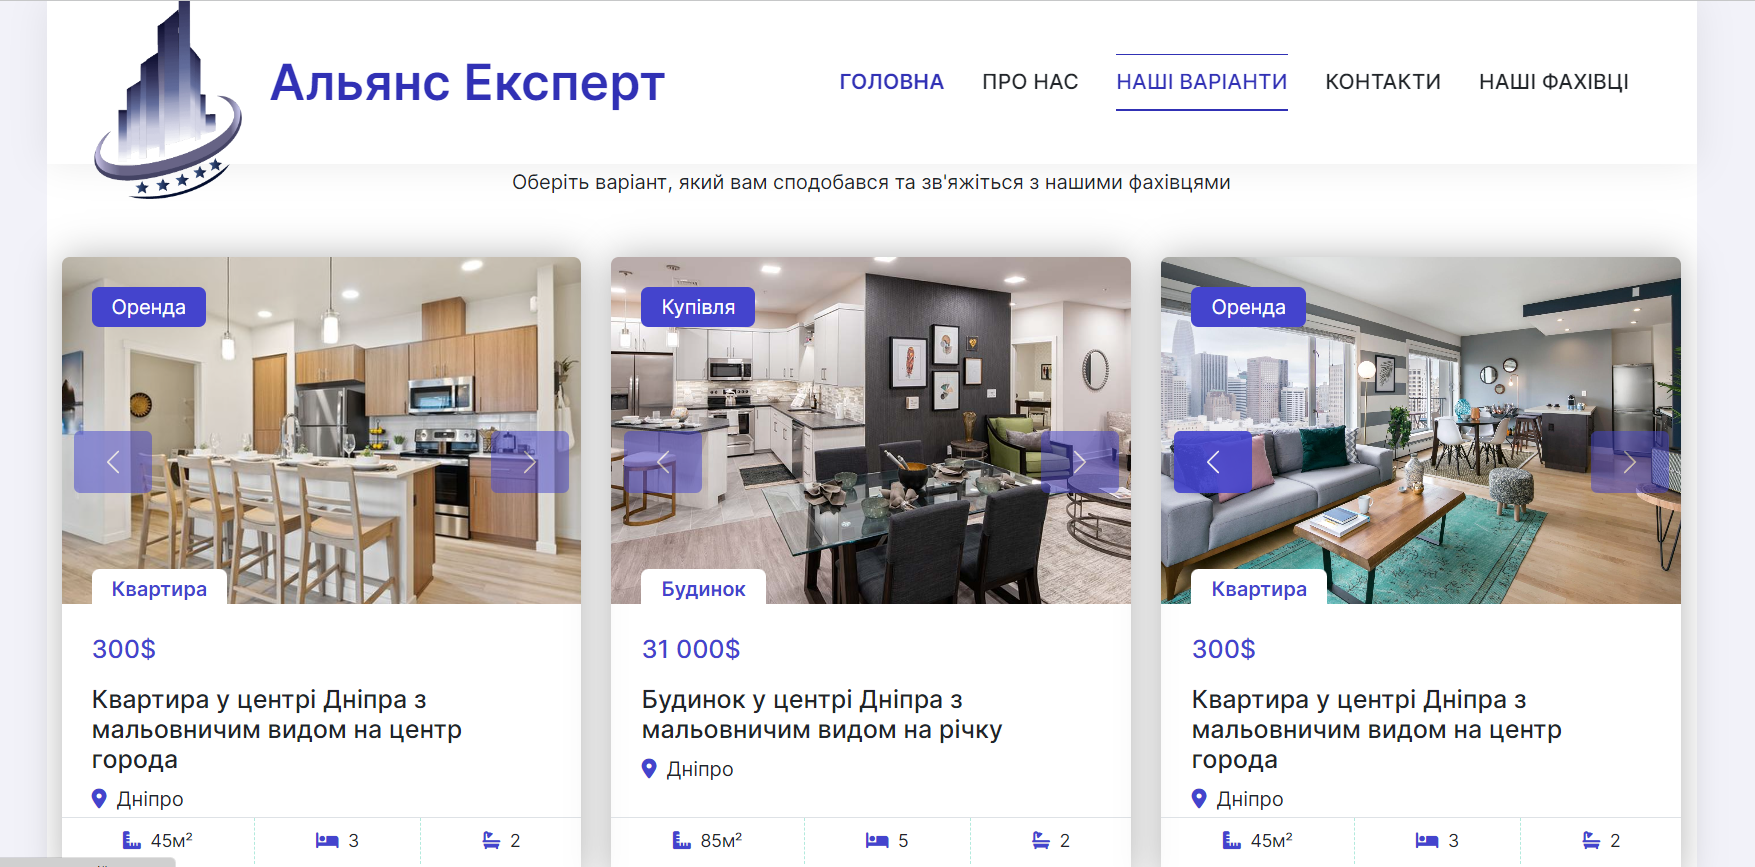 Альянс Експерт
ГОЛОВНА ПРО НАС НАШІ ВАРІАНТИ КОНТАКТИ НАШІ ФАХІВЦІ
Оберіть варіант, який вам сподобався та зв'яжіться з нашими фахівцями
Оренда
Квартира
300$
Квартира у центрі Дніпра з
мальовничим видом на центр
города
Дніпро
45м² 3 2
Купівля
Будинок
31 000$
Будинок у центрі Дніпра з
мальовничим видом на річку
Дніпро
85м² 5 2
Оренда
Квартира
300$
Квартира у центрі Дніпра з
мальовничим видом на центр
города
Дніпро
45м² 3 2